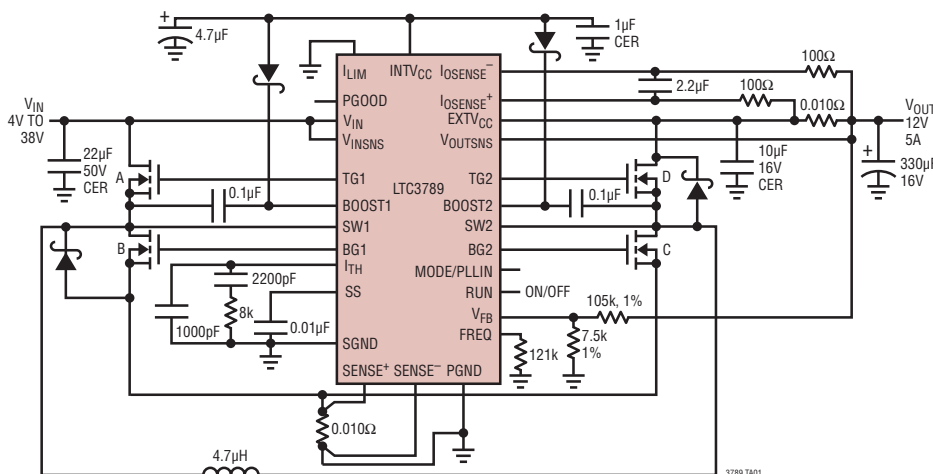 4.7µF
1µF
CER
ILIM
INTVCC
IOSENSE−
100Ω
2.2µF
IOSENSE+
100Ω
0.010Ω
PGOOD
EXTVCC
VIN
4V TO
38V
VIN
VOUT
12V
5A
VINSNS
VOUTSNS
22µF
50V
CER
10µF
16V
CER
330µF
16V
A
TG1
LTC3789
TG2
D
0.1µF
0.1µF
BOOST1
BOOST2
SW1
SW2
B
BG1
BG2
C
ITH
MODE/PLLIN
2200pF
SS
RUN
ON/OFF
8k
1000pF
0.01µF
VFB
105k, 1%
FREQ
SGND
121k
7.5k
1%
SENSE+
SENSE−
PGND
0.010Ω
4.7µH
3789 TA01